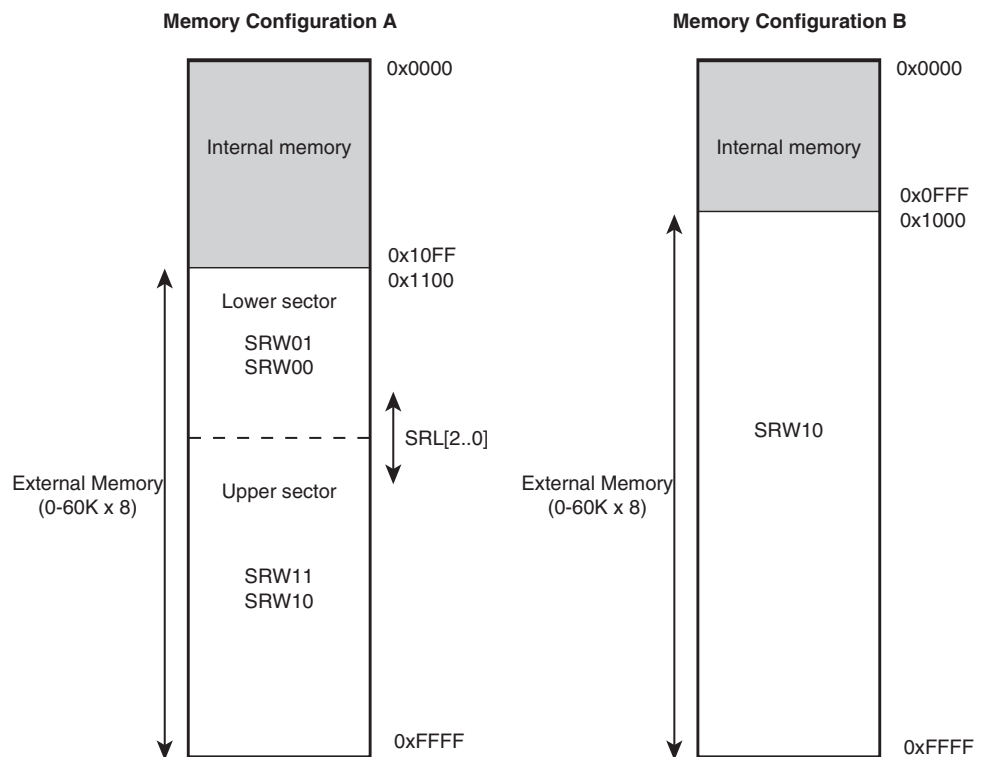 Memory Configuration A
0x0000
Internal memory
0x10FF
0x1100
Lower sector
SRW01
SRW00
SRL[2..0]
External Memory
(0-60K x 8)
Upper sector
SRW11
SRW10
0xFFFF
Memory Configuration B
0x0000
Internal memory
0x0FFF
0x1000
SRW10
External Memory
(0-60K x 8)
0xFFFF